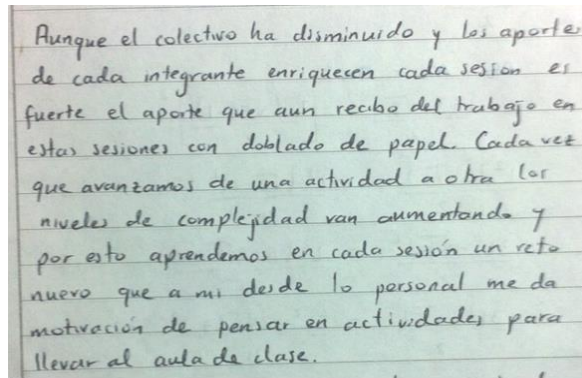 Aunque el colectivo ha disminuido y los aportes
de cada integrante enriquecen cada sesión es
fuerte el aporte que aun recibo del trabajo en
estas sesiones con doblado de papel. Cada vez
que avanzamos de una actividad a otra los
niveles de complejidad van aumentando y
por esto aprendemos en cada sesión un reto
nuevo que a mi desde lo personal me da
motivación de pensar en actividades para
llevar al aula de clase.